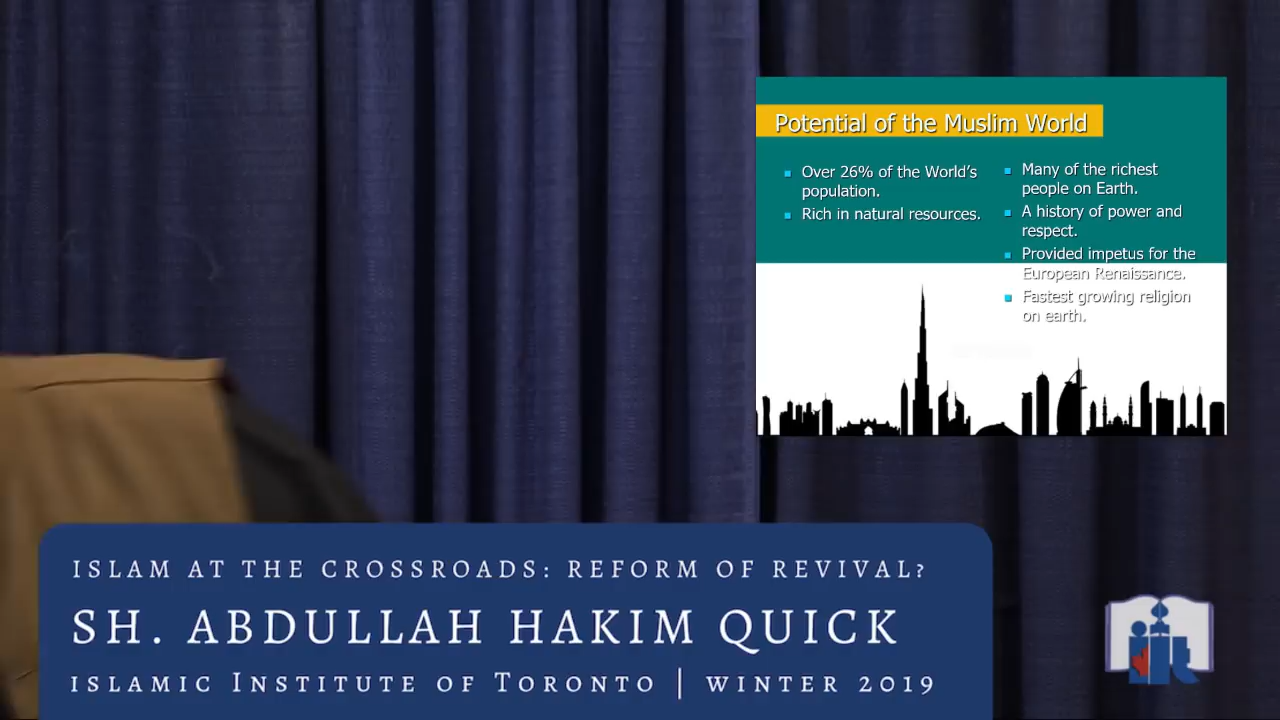 Potential of the Muslim World
Over 26% of the World's
population.
Rich in natural resources.
Many of the richest
people on Earth.
A history of power and
respect.
Provided impetus for the
European Renaissance.
Fastest growing religion
on earth.
ISLAM AT THE CROSSROADS: REFORM OF REVIVAL?
SH. ABDULLAH HAKIM QUICK
ISLAMIC INSTITUTE OF TORONTO | WINTER 2019
iit